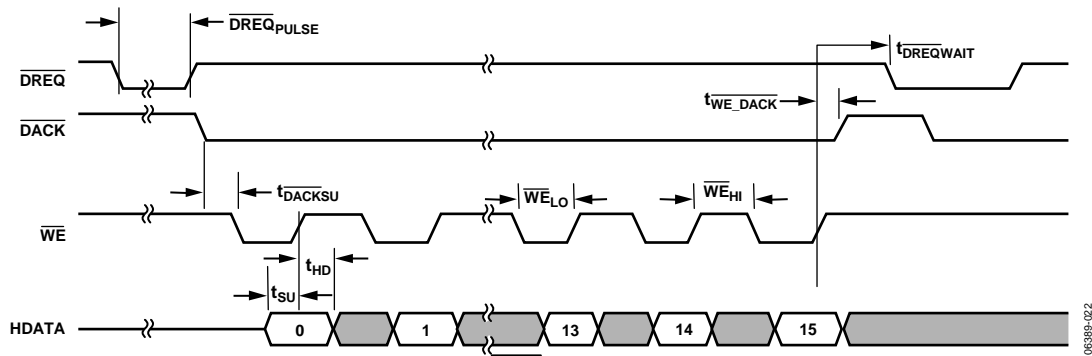 DREQPULSE
DREQ
tDREQWAIT
DACK
tWE_DACK
tDACKSU
WELO
WEHI
WE
tHD
tSU
HDATA
0
1
13
14
15
06389-022